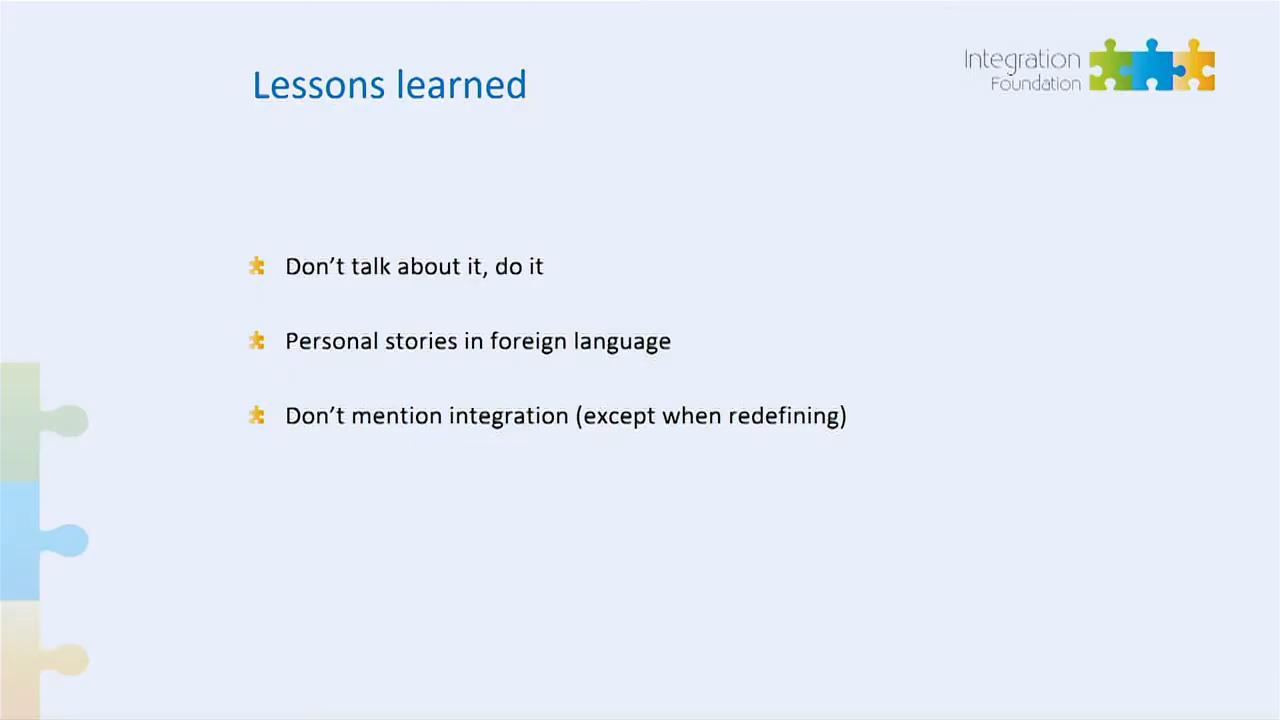 Lessons learned
Integration
Foundation
Don’t talk about it, do it
Personal stories in foreign language
Don’t mention integration (except when redefining)